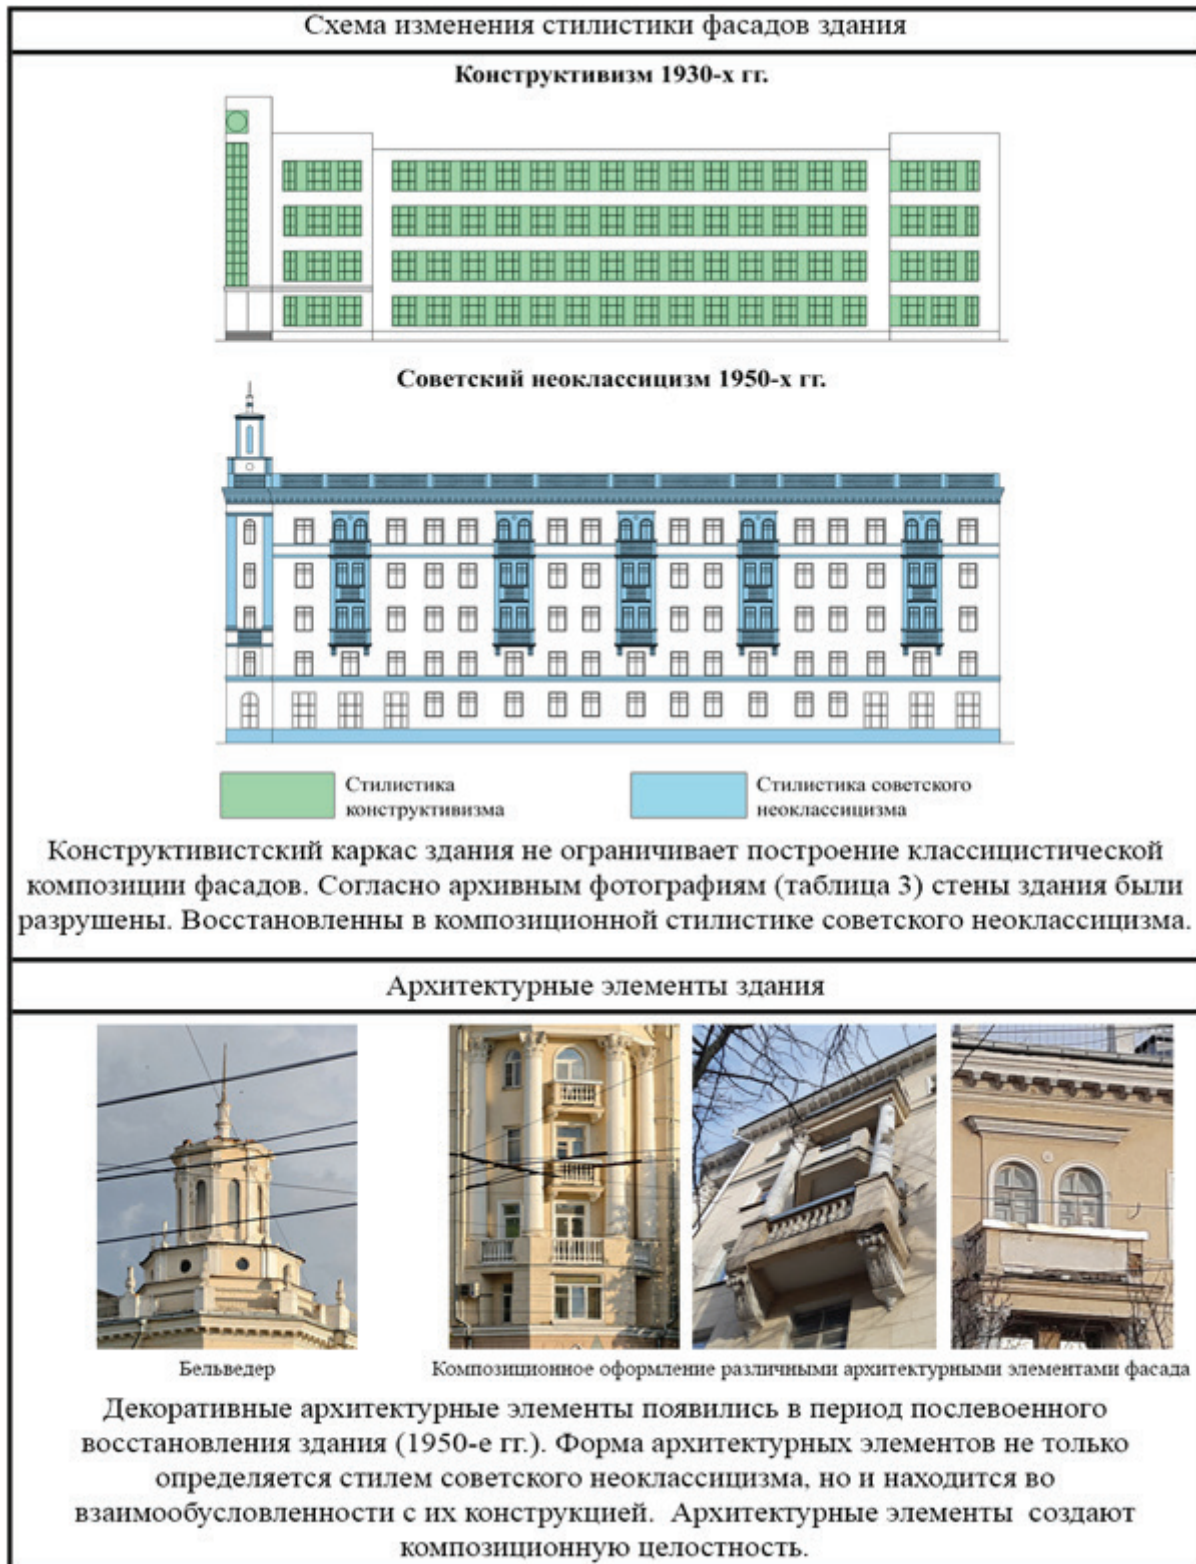 Схема изменения стилистики фасадов здания
Конструктивизм 1930-х гг.
Советский неоклассицизм 1950-х гг.
Стилистика
конструктивизма
Стилистика советского
неоклассицизма
Конструктивистский каркас здания не ограничивает построение классицистической
композиции фасадов. Согласно архивным фотографиям (таблица 3) стены здания были
разрушены. Восстановленны в композиционной стилистике советского неоклассицизма.
Архитектурные элементы здания
Бельведер
Композиционное оформление различными архитектурными элементами фасада
Декоративные архитектурные элементы появились в период послевоенного
восстановления здания (1950-е гг.). Форма архитектурных элементов не только
определяется стилем советского неоклассицизма, но и находится во
взаимообусловленности с их конструкцией. Архитектурные элементы создают
композиционную целостность.